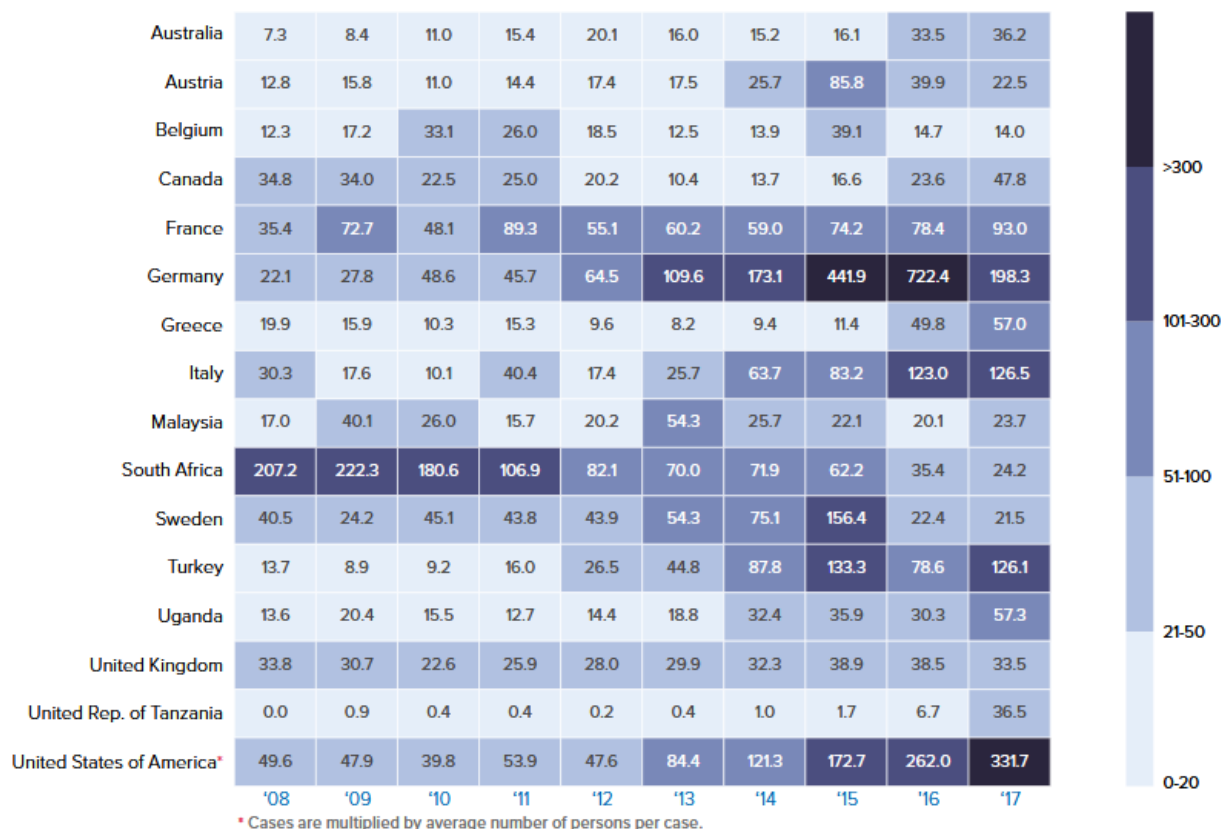 Australia 7.3 8.4 11.0 15.4 20.1 16.0 15.2 16.1 33.5 36.2
Austria 12.8 15.8 11.0 14.4 17.4 17.5 25.7 85.8 39.9 22.5
Belgium 12.3 17.2 33.1 26.0 18.5 12.5 13.9 39.1 14.7 14.0
Canada 34.8 34.0 22.5 25.0 20.2 10.4 13.7 16.6 23.6 47.8
>300
France 35.4 72.7 48.1 89.3 55.1 60.2 59.0 74.2 78.4 93.0
Germany 22.1 27.8 48.6 45.7 64.5 109.6 173.1 441.9 722.4 198.3
Greece 19.9 15.9 10.3 15.3 9.6 8.2 9.4 11.4 49.8 57.0
101-300
Italy 30.3 17.6 10.1 40.4 17.4 25.7 63.7 83.2 123.0 126.5
Malaysia 17.0 40.1 26.0 15.7 20.2 54.3 25.7 22.1 20.1 23.7
South Africa 207.2 222.3 180.6 106.9 82.1 70.0 71.9 62.2 35.4 24.2
51-100
Sweden 40.5 24.2 45.1 43.8 43.9 54.3 75.1 156.4 22.4 21.5
Turkey 13.7 8.9 9.2 16.0 26.5 44.8 87.8 133.3 78.6 126.1
Uganda 13.6 20.4 15.5 12.7 14.4 18.8 32.4 35.9 30.3 57.3
21-50
United Kingdom 33.8 30.7 22.6 25.9 28.0 29.9 32.3 38.9 38.5 33.5
United Rep. of Tanzania 0.0 0.9 0.4 0.4 0.2 0.4 1.0 1.7 6.7 36.5
United States of America* 49.6 47.9 39.8 53.9 47.6 84.4 121.3 172.7 262.0 331.7
0-20
‘08 ‘09 ‘10 ‘11 ‘12 ‘13 ‘14 ‘15 ‘16 ‘17
* Cases are multiplied by average number of persons per case.